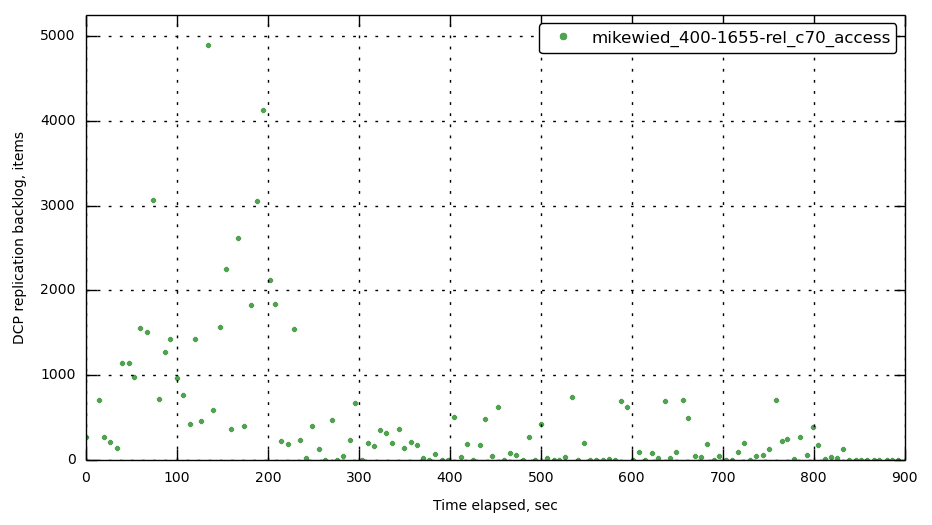 mikewied_400-1655-rel_c70_access
DCP replication backlog, items
5000
4000
3000
2000
1000
0
0 100 200 300 400 500 600 700 800 900
Time elapsed, sec